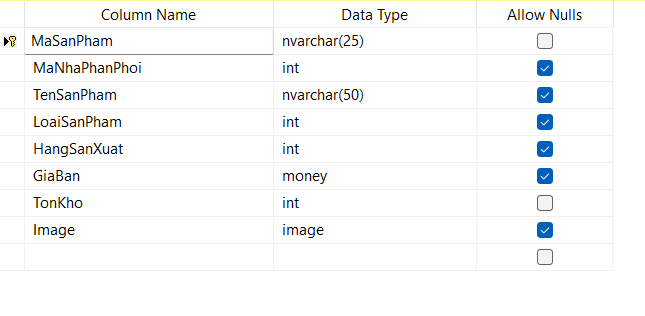 Column Name Data Type Allow Nulls
MaSanPham nvarchar(25)
MaNhaPhanPhoi int
TenSanPham nvarchar(50)
LoaiSanPham int
HangSanXuat int
GiaBan money
TonKho int
Image image